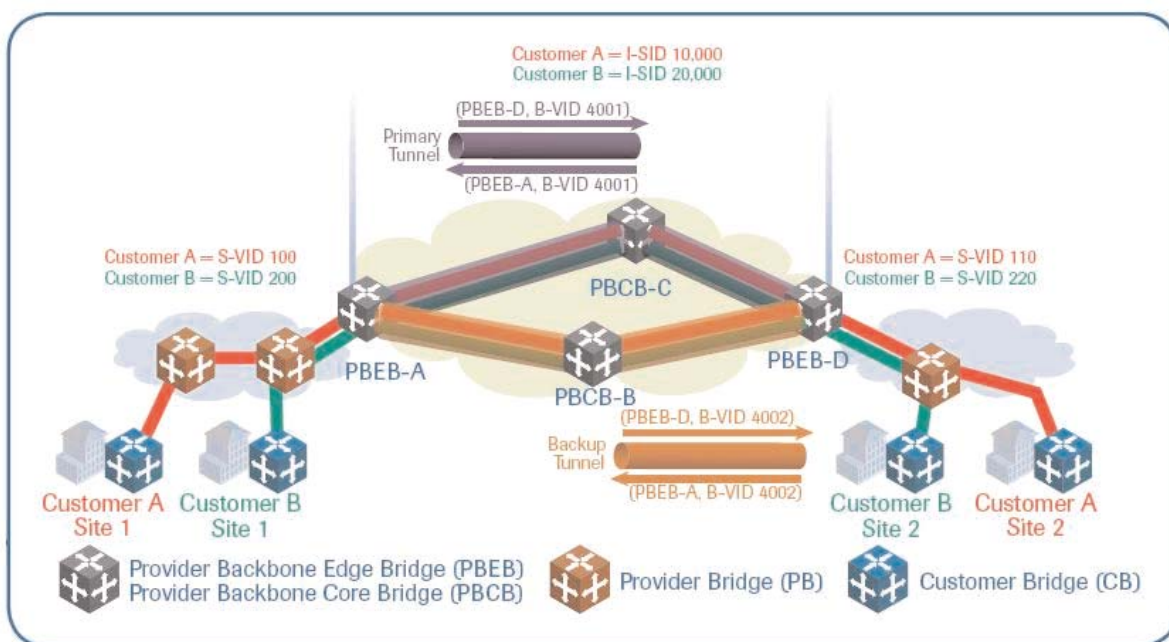 Customer A = I-SID 10,000
Customer B = I-SID 20,000
(PBEB-D, B-VID 4001)
Primary
Tunnel
(PBEB-A, B-VID 4001)
Customer A = S-VID 100
Customer B = S-VID 200
Customer A = S-VID 110
Customer B = S-VID 220
PBCB-C
PBEB-A
PBEB-D
PBCB-B
(PBEB-D, B-VID 4002)
Backup
Tunnel
(PBEB-A, B-VID 4002)
Customer A
Site 1
Customer B
Site 1
Customer B
Site 2
Customer A
Site 2
Provider Backbone Edge Bridge (PBEB)
Provider Backbone Core Bridge (PBCB)
Provider Bridge (PB)
Customer Bridge (CB)